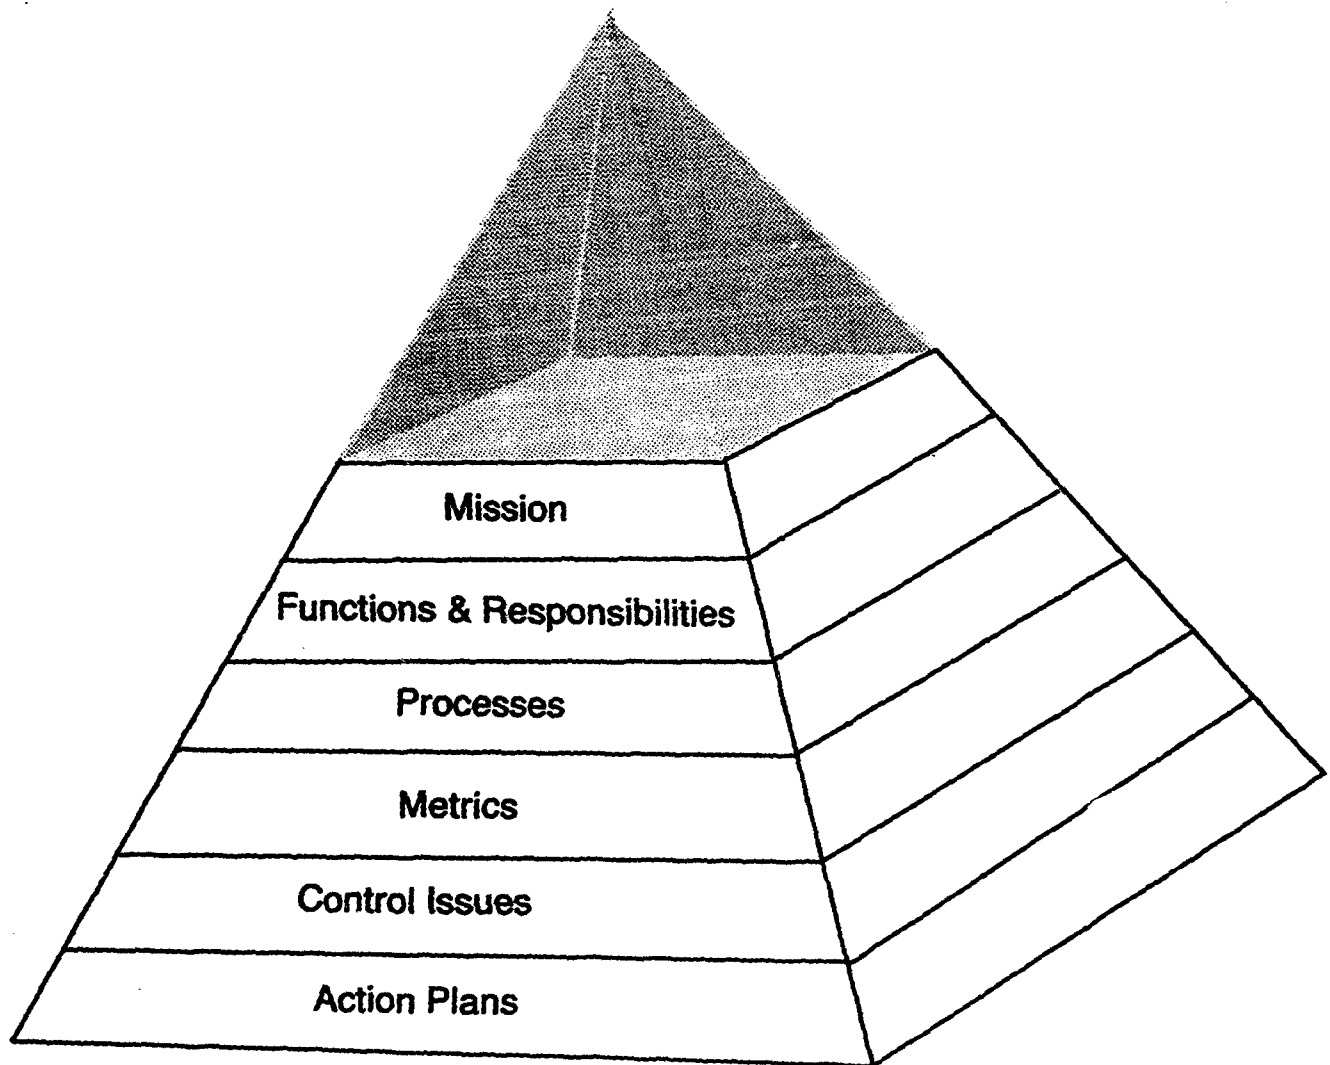 Mission
Functions & Responsibilities
Processes
Metrics
Control Issues
Action Plans